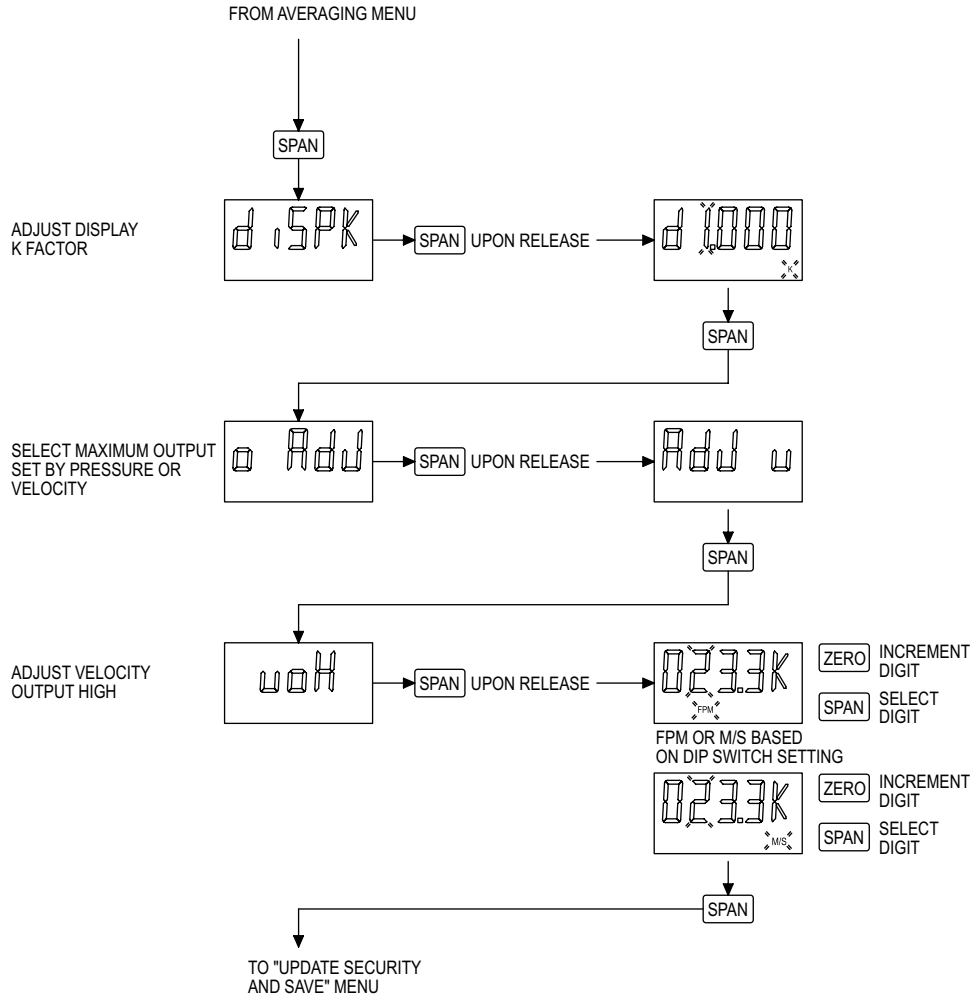 FROM AVERAGING MENU
SPAN
ADJUST DISPLAY
K FACTOR
diSPK
SPAN UPON RELEASE
d 1.000
K
SPAN
SELECT MAXIMUM OUTPUT
SET BY PRESSURE OR
VELOCITY
o AdJ
SPAN UPON RELEASE
AdJ u
SPAN
ADJUST VELOCITY
OUTPUT HIGH
uoH
SPAN UPON RELEASE
023.3K
FPM
ZERO INCREMENT
DIGIT
SPAN SELECT
DIGIT
FPM OR M/S BASED
ON DIP SWITCH SETTING
023.3K
M/S
ZERO INCREMENT
DIGIT
SPAN SELECT
DIGIT
SPAN
TO "UPDATE SECURITY
AND SAVE" MENU